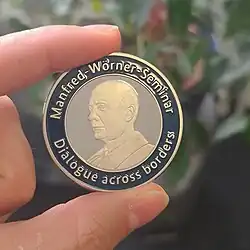 Manfred-Wörner-Seminar
Dialogue across borders!